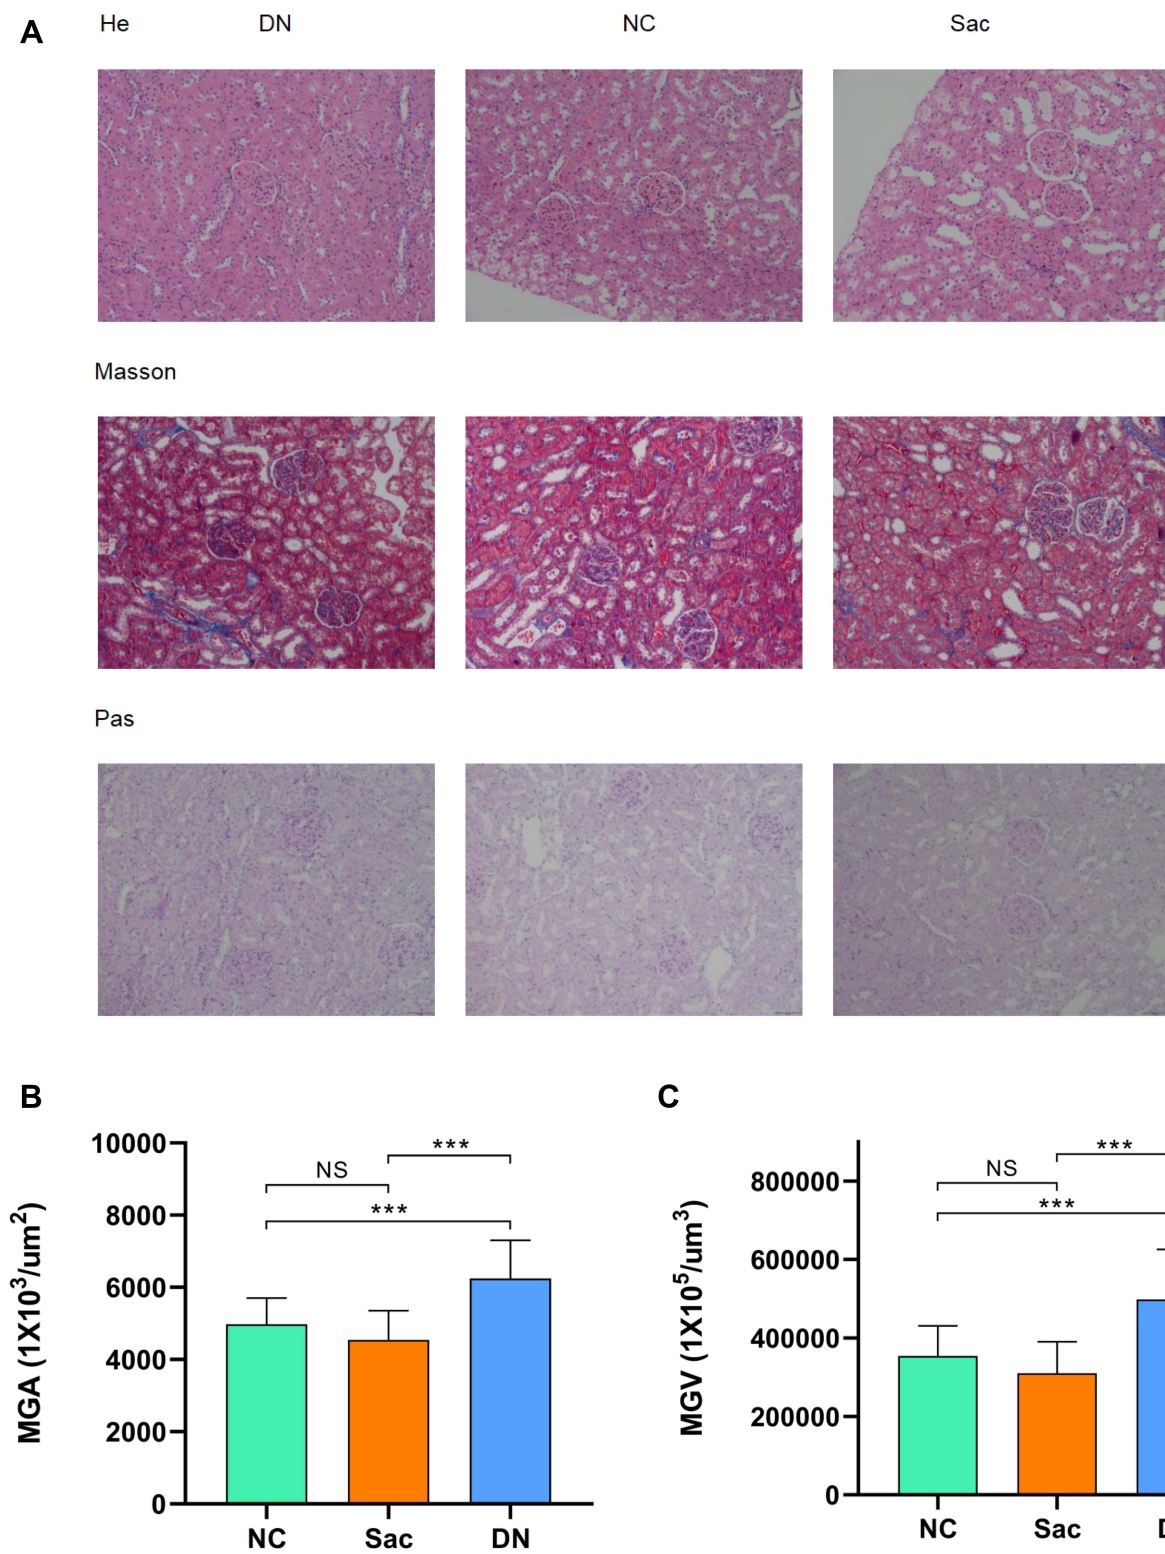 A
He DN NC Sac
Masson
Pas
B
10000
8000
6000
4000
2000
0
MGA (1X10³/um²)
NS
***
***
NC Sac DN
C
800000
600000
400000
200000
0
MGV (1X10⁵/um³)
NS
***
***
NC Sac